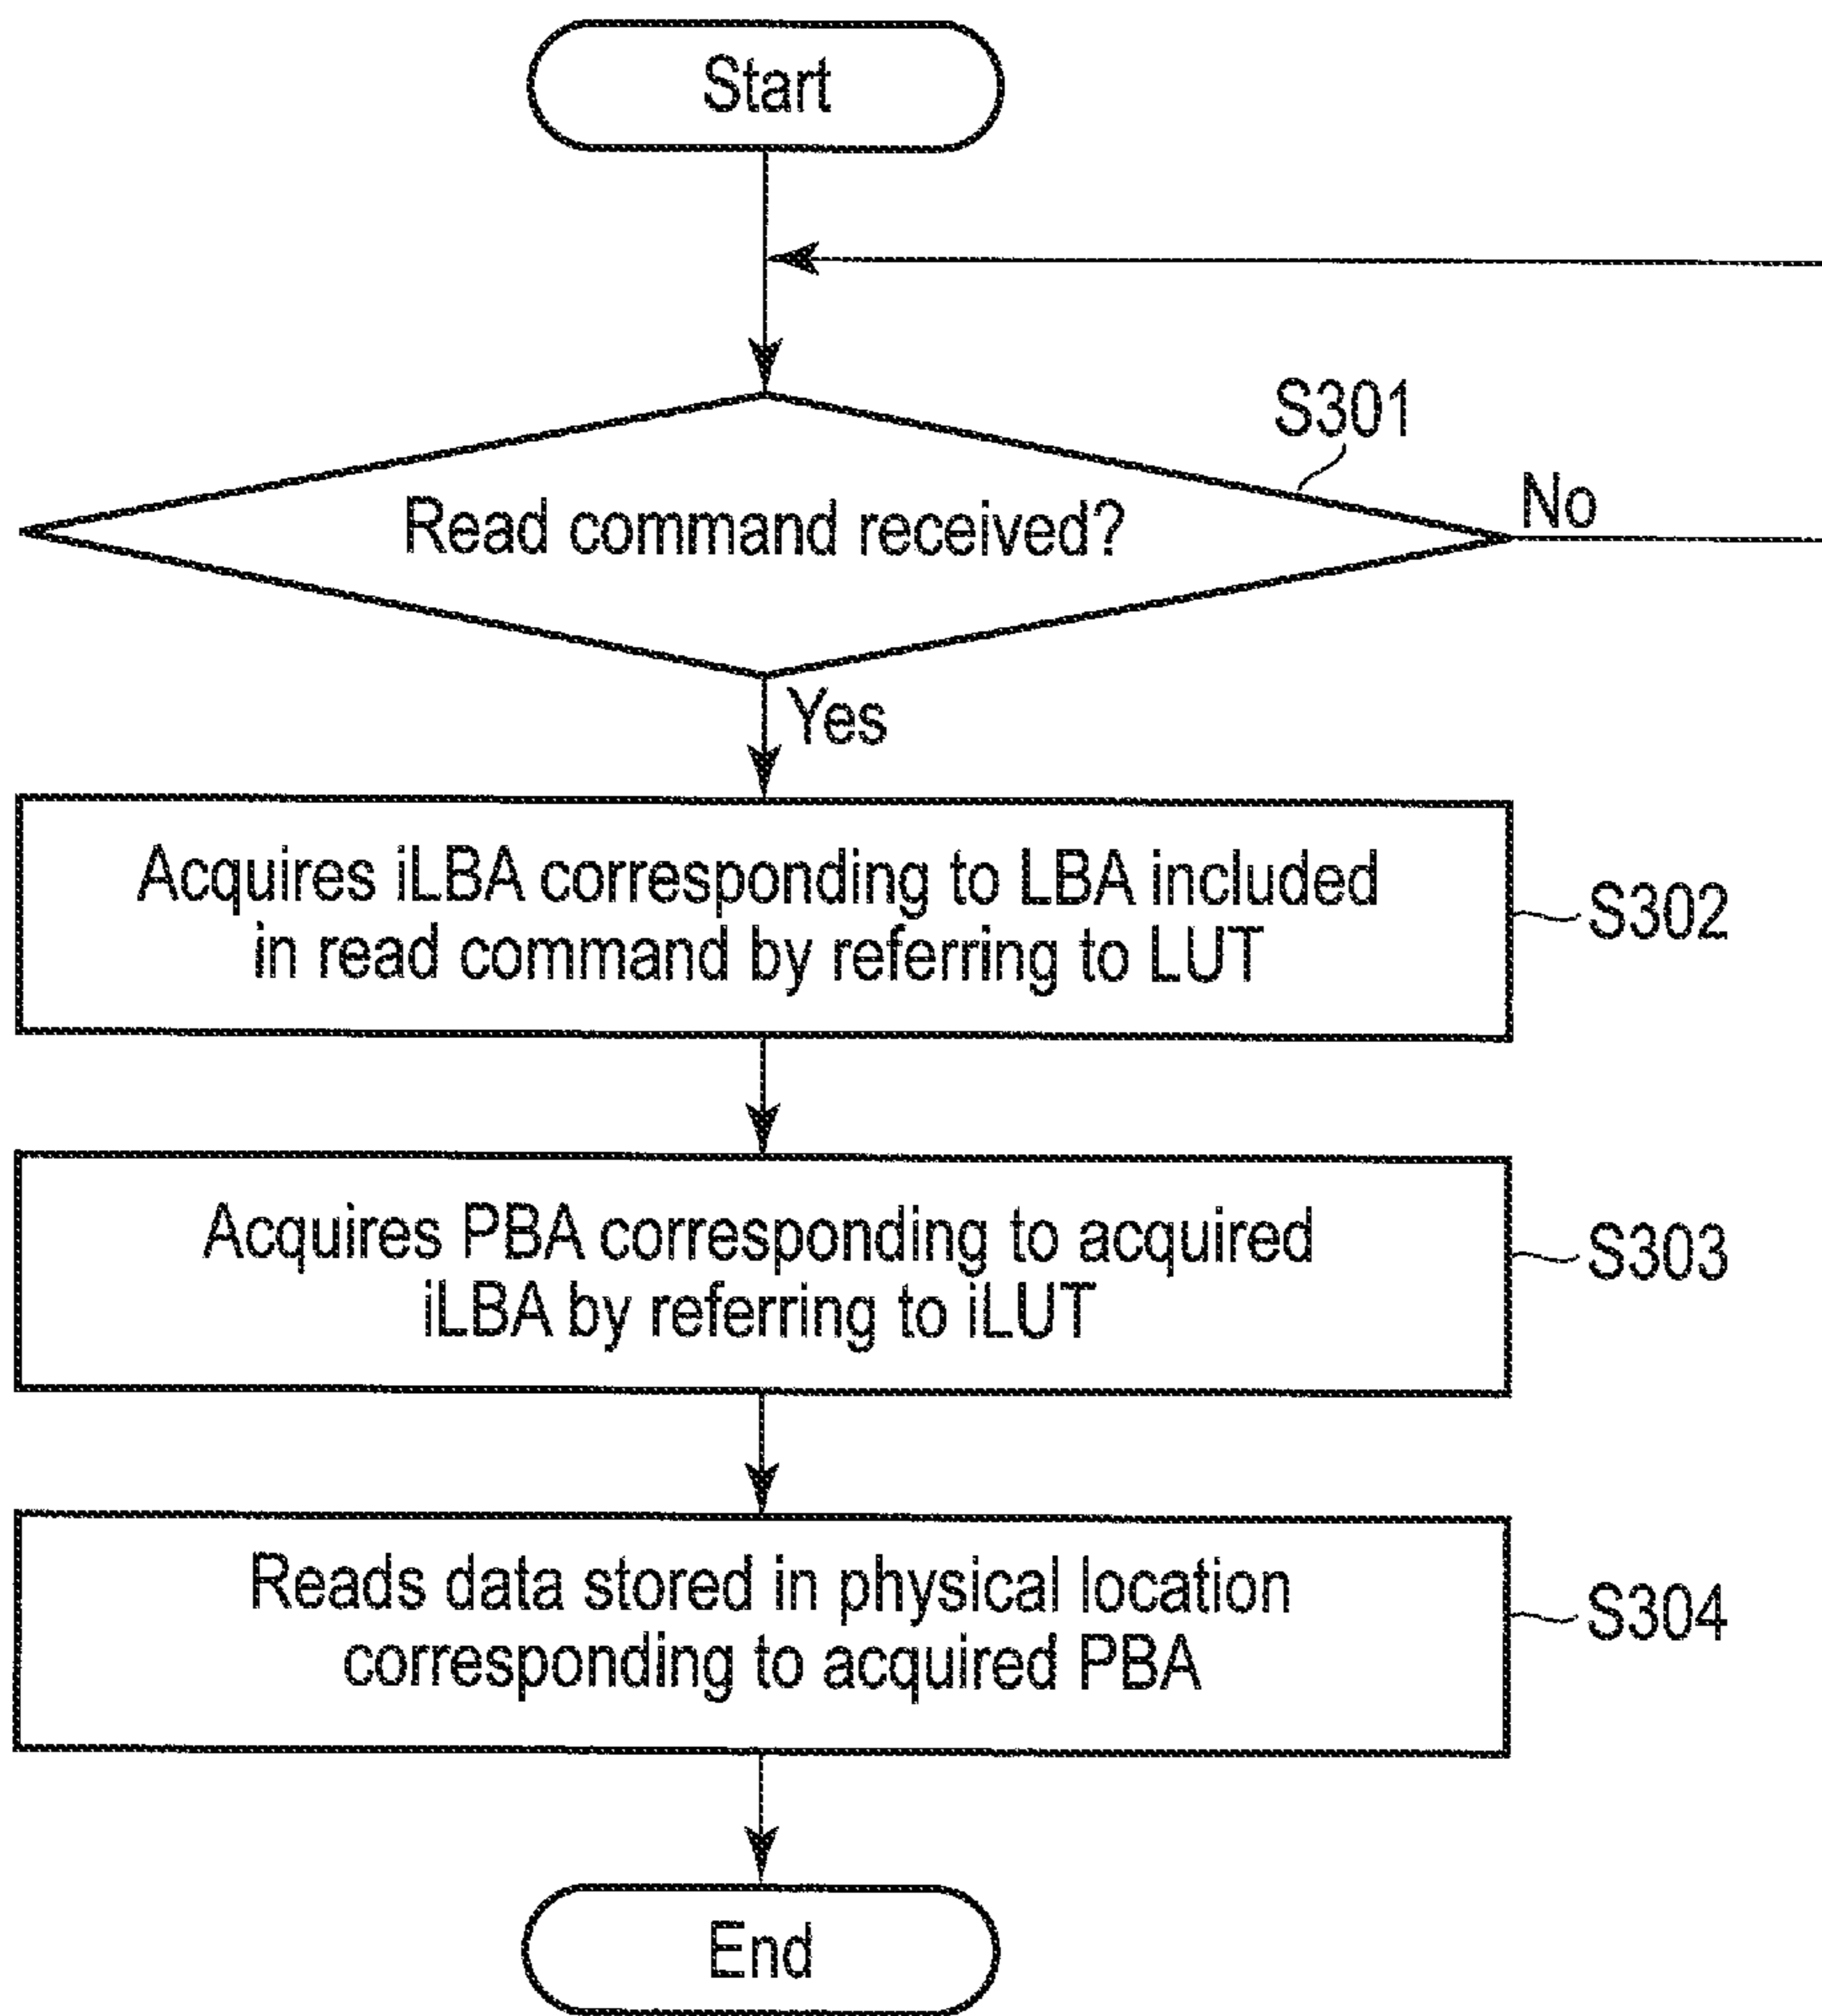 Start
S301
Read command received?
No
Yes
Acquires iLBA corresponding to LBA included
in read command by referring to LUT
S302
Acquires PBA corresponding to acquired
iLBA by referring to iLUT
S303
Reads data stored in physical location
corresponding to acquired PBA
S304
End